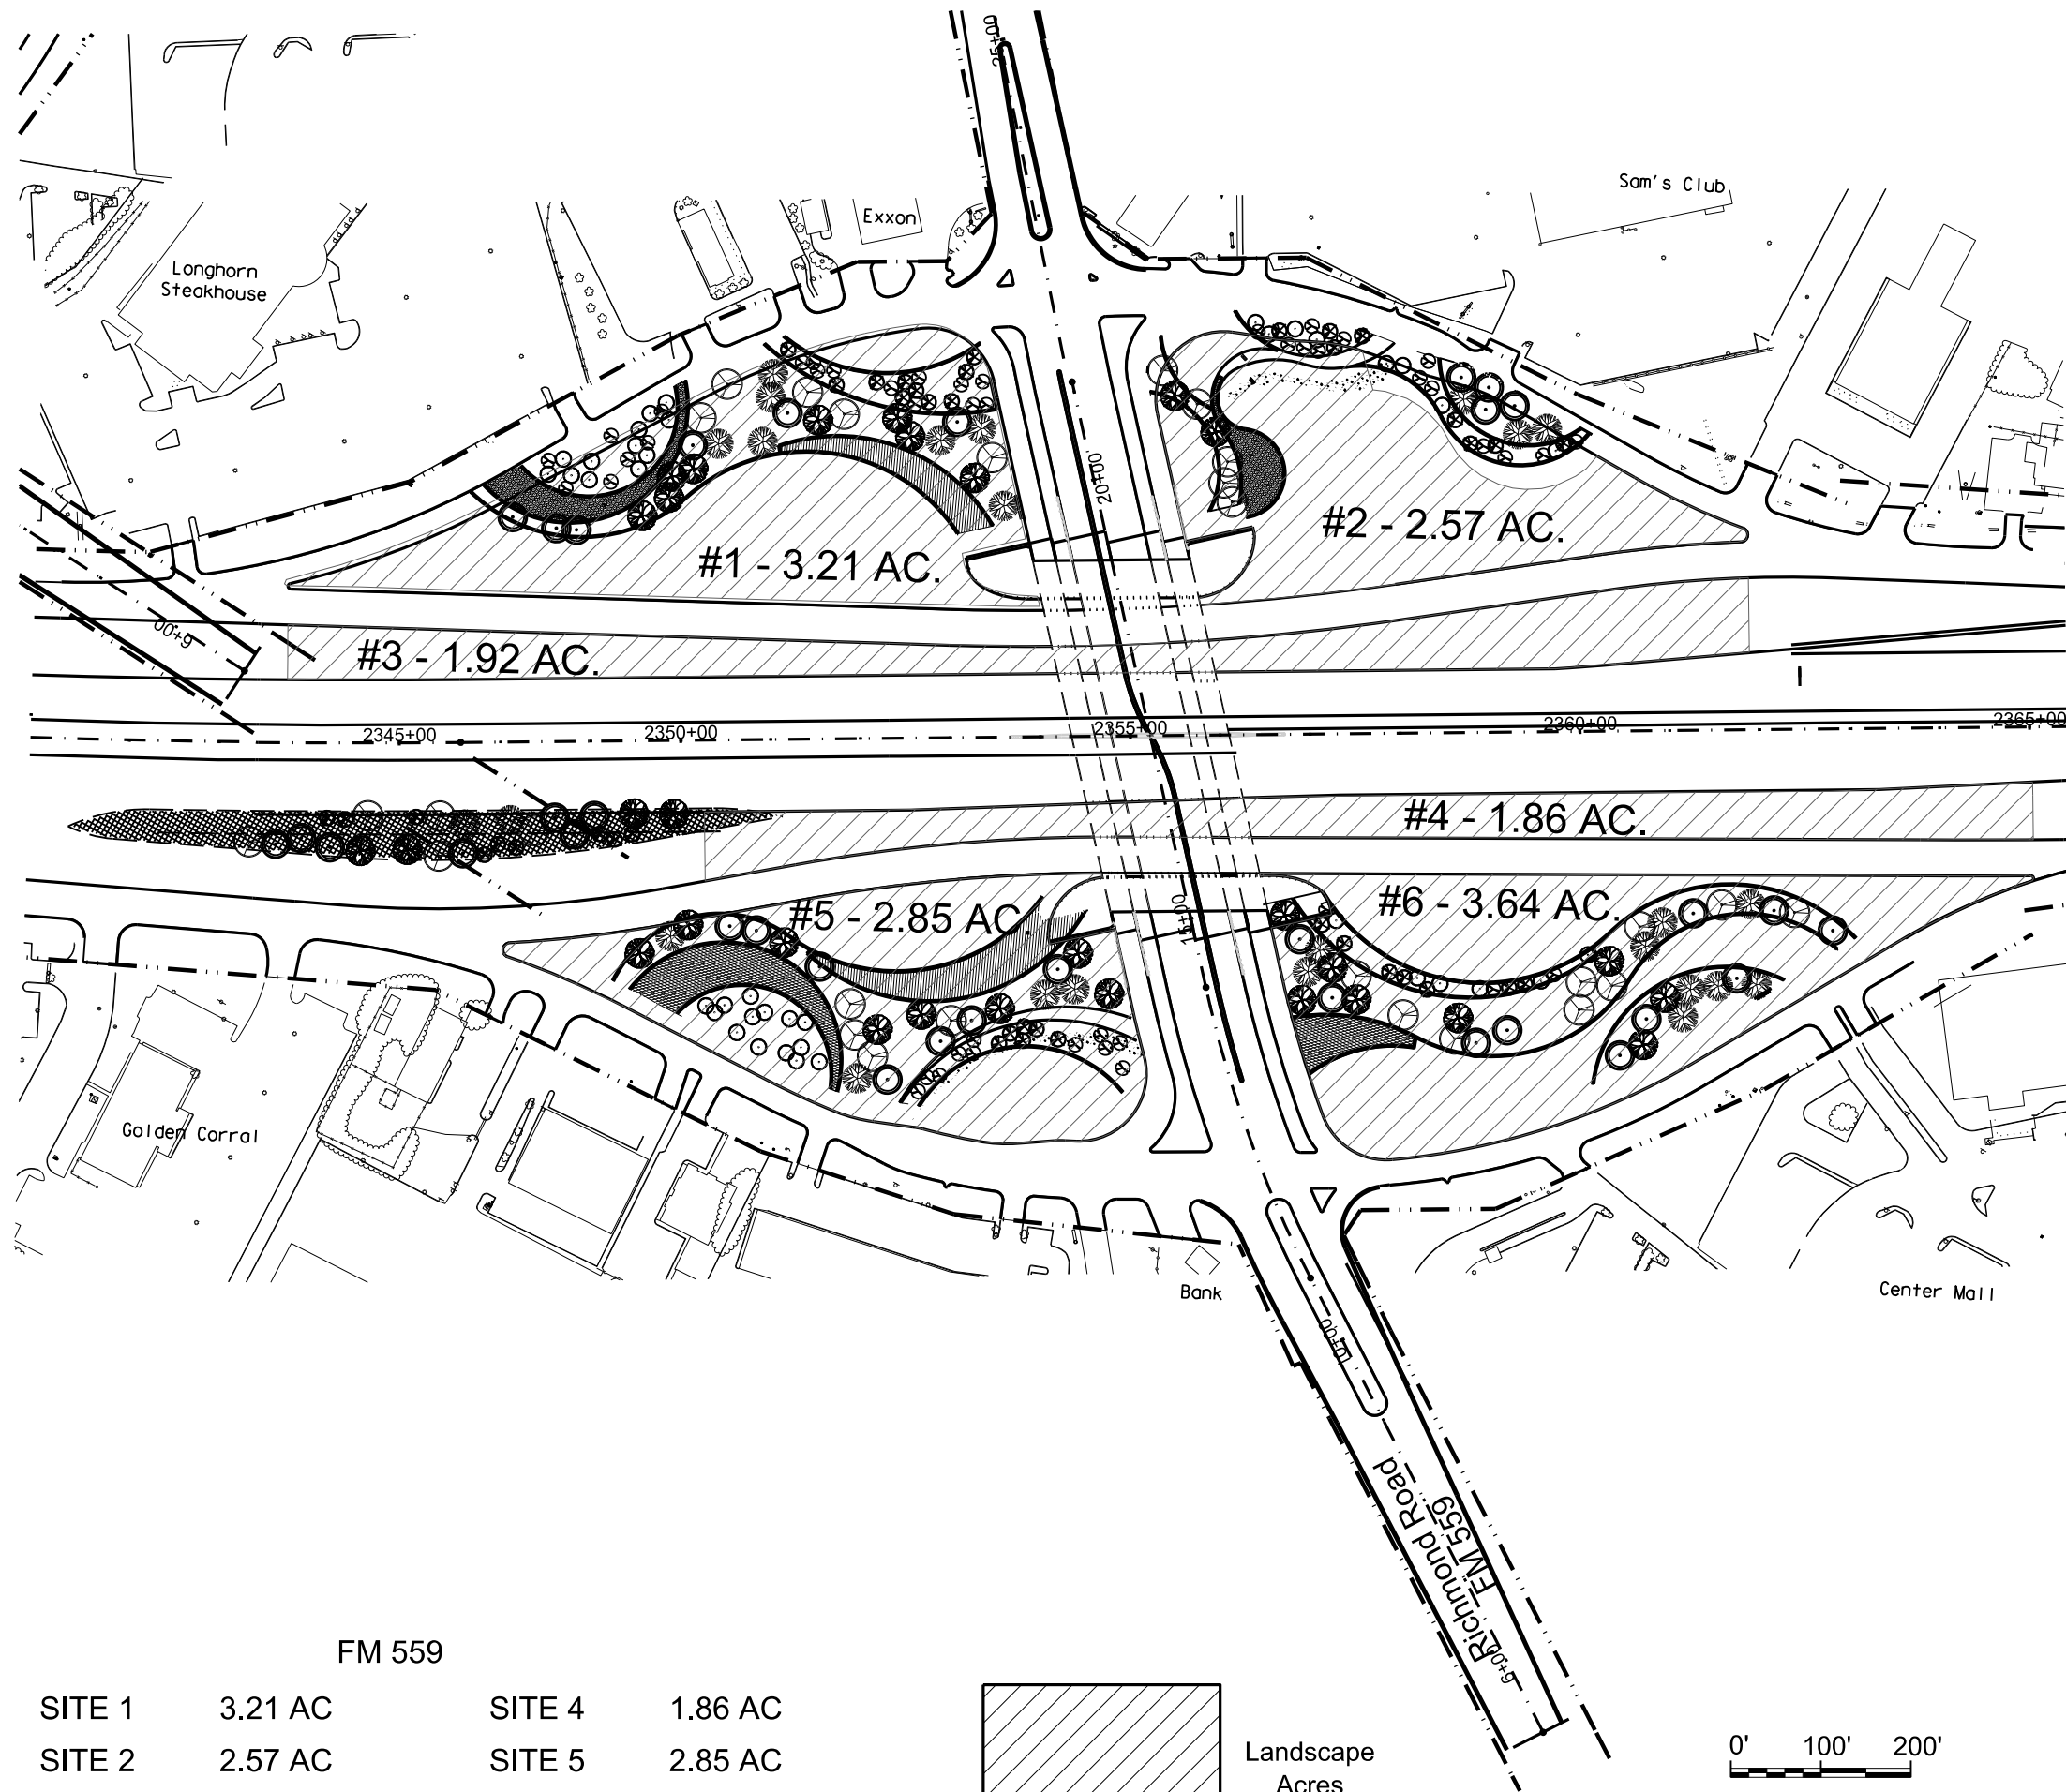 25+00
Sam's Club
Exxon
Longhorn
Steakhouse
20+00
#2 - 2.57 AC.
#1 - 3.21 AC.
6+00
#3 - 1.92 AC.
2345+00
2350+00
2355+00
2360+00
2365+00
#4 - 1.86 AC.
#6 - 3.64 AC.
#5 - 2.85 AC.
15+00
Golden Corral
Bank
Center Mall
10+00
Richmond Road
FM 559
6+00
FM 559
SITE 1 3.21 AC SITE 4 1.86 AC
SITE 2 2.57 AC SITE 5 2.85 AC
Landscape
Acres
0' 100' 200'